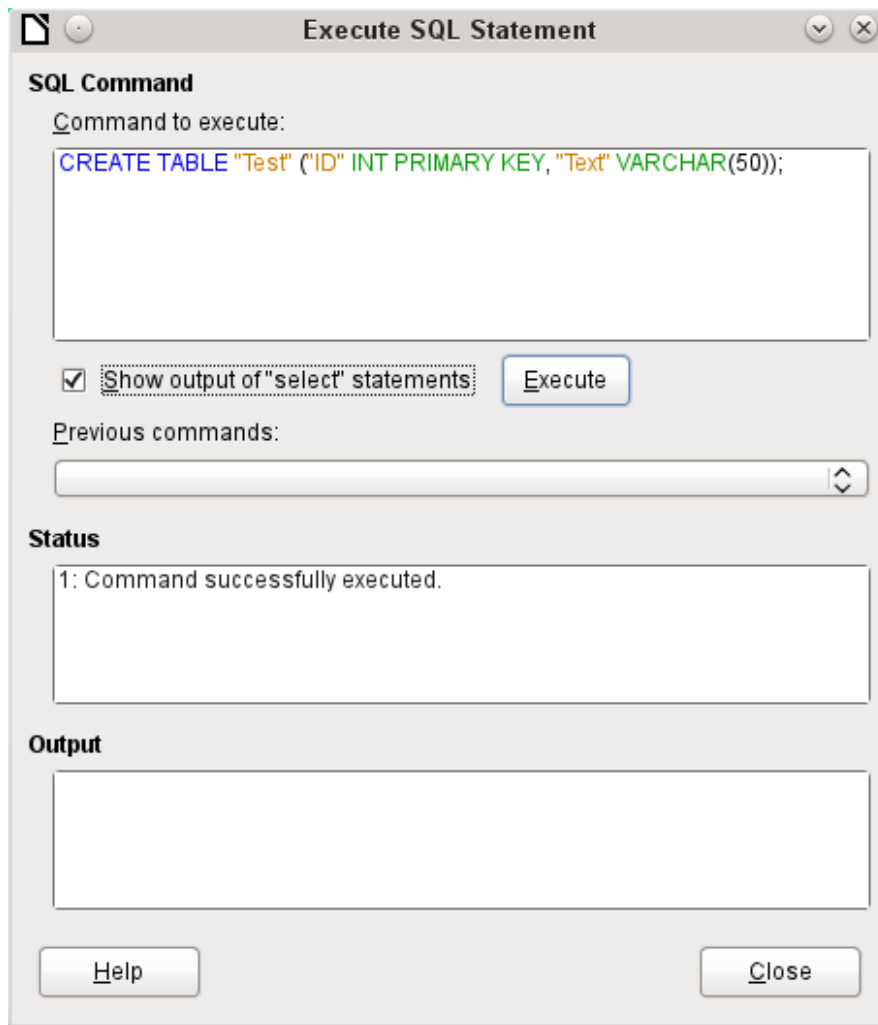 Execute SQL Statement
SQL Command
Command to execute:
CREATE TABLE "Test" ("ID" INT PRIMARY KEY, "Text" VARCHAR(50));
Show output of "select" statements
Execute
Previous commands:
Status
1: Command successfully executed.
Output
Help
Close